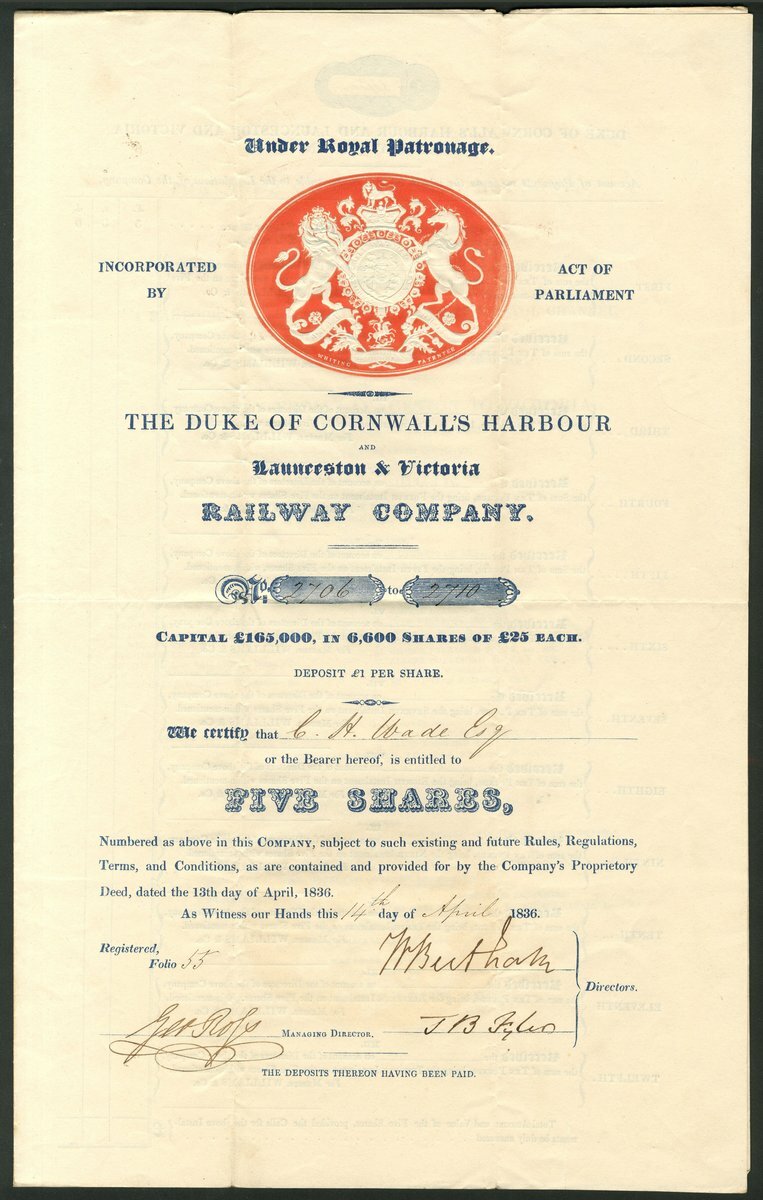 Under Royal Patronage.
INCORPORATED BY
ACT OF PARLIAMENT
WHITING PATENTEE
THE DUKE OF CORNWALL'S HARBOUR
AND
Launceston & Victoria
RAILWAY COMPANY.
No. 2706 to 2710
CAPITAL £165,000, IN 6,600 SHARES OF £25 EACH.
DEPOSIT £1 PER SHARE.
We certify that C. H. Wade Esq
or the Bearer hereof, is entitled to
FIVE SHARES,
Numbered as above in this COMPANY, subject to such existing and future Rules, Regulations,
Terms, and Conditions, as are contained and provided for by the Company's Proprietory
Deed, dated the 13th day of April, 1836.
As Witness our Hands this 14th day of April 1836.
Registered,
Folio 55
Directors.
Geo Ross MANAGING DIRECTOR.
THE DEPOSITS THEREON HAVING BEEN PAID.